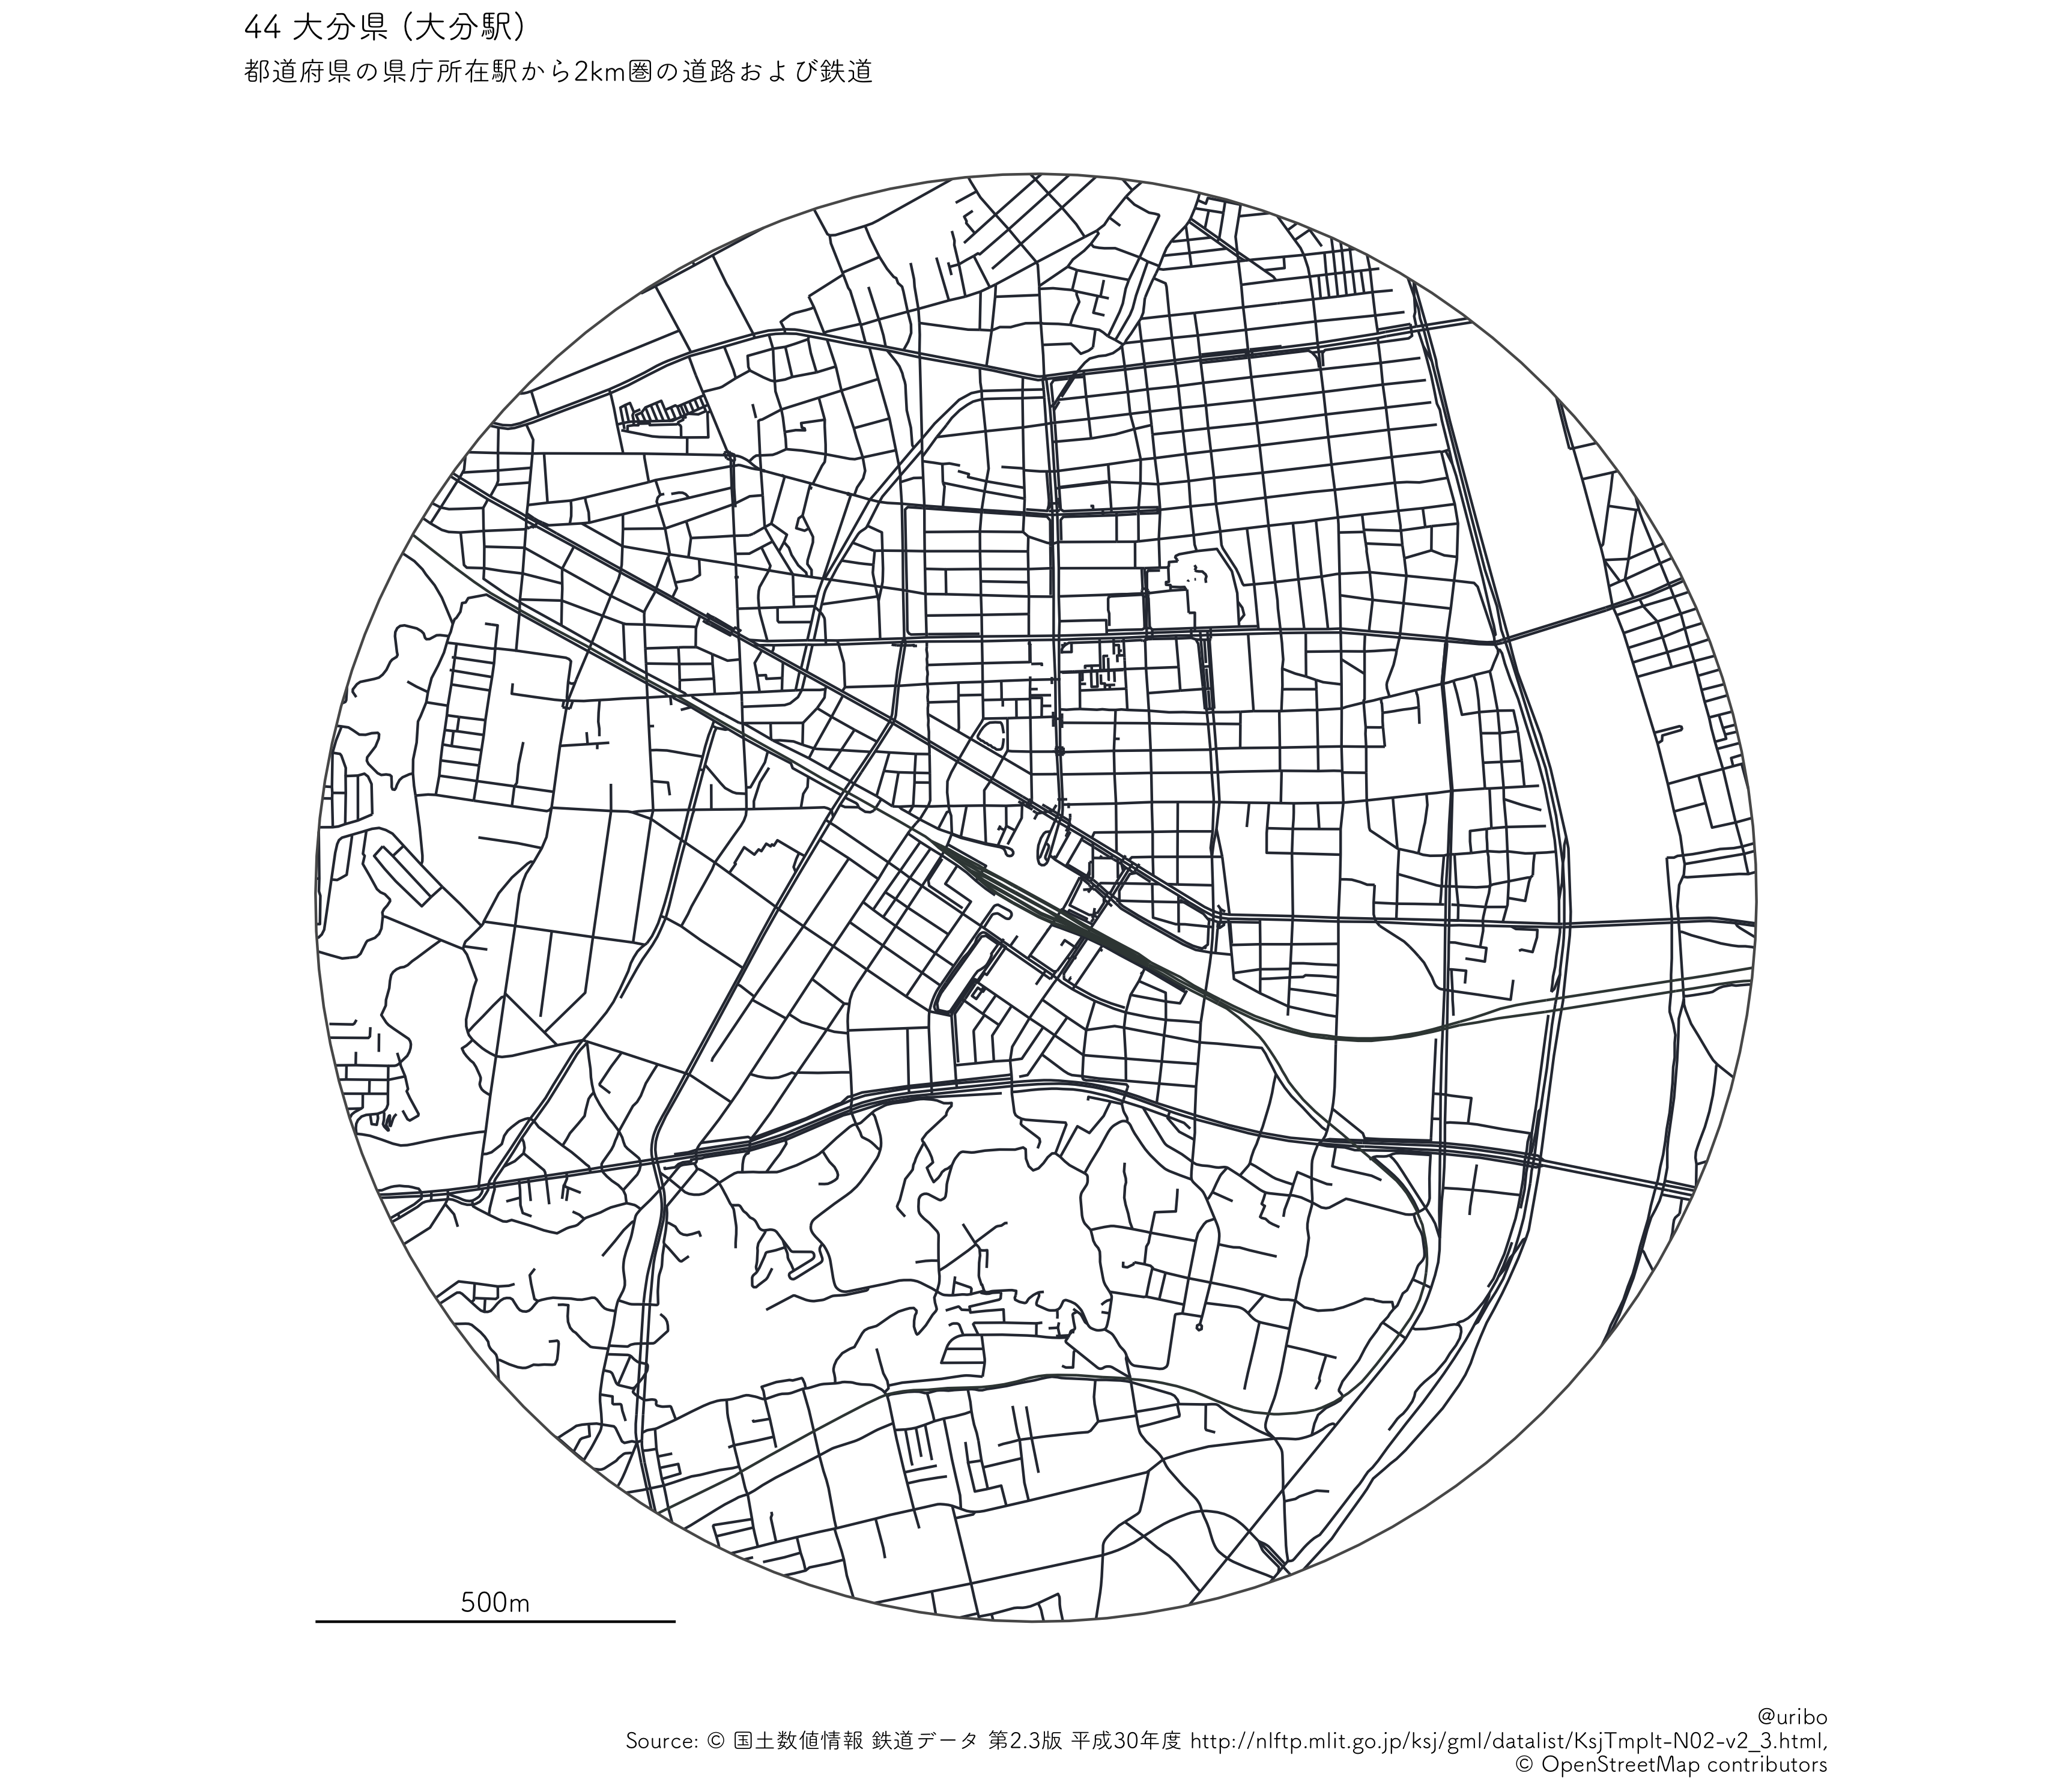 44 大分県 (大分駅)
都道府県の県庁所在駅から2km圏の道路および鉄道
500m
@uribo
Source: © 国土数値情報 鉄道データ 第2.3版 平成30年度 http://nlftp.mlit.go.jp/ksj/gml/datalist/KsjTmplt-N02-v2_3.html,
© OpenStreetMap contributors